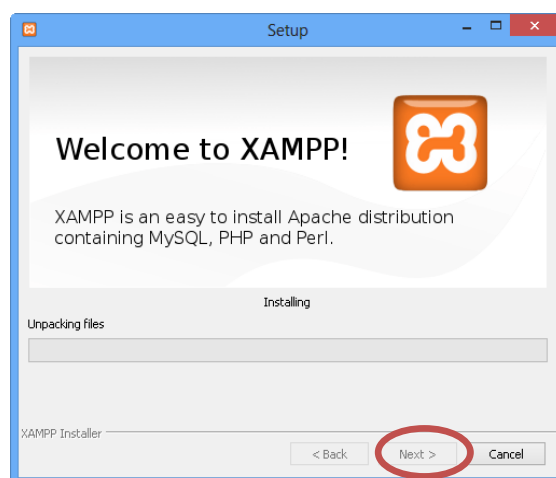 Setup
Welcome to XAMPP!
XAMPP is an easy to install Apache distribution
containing MySQL, PHP and Perl.
Installing
Unpacking files
XAMPP Installer
< Back
Next >
Cancel